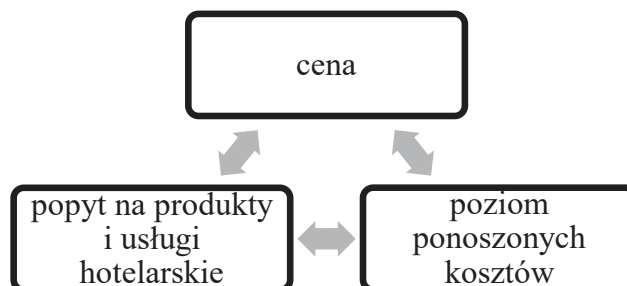 cena
popyt na produkty
i usługi
hotelarskie
poziom
ponoszonych
kosztów